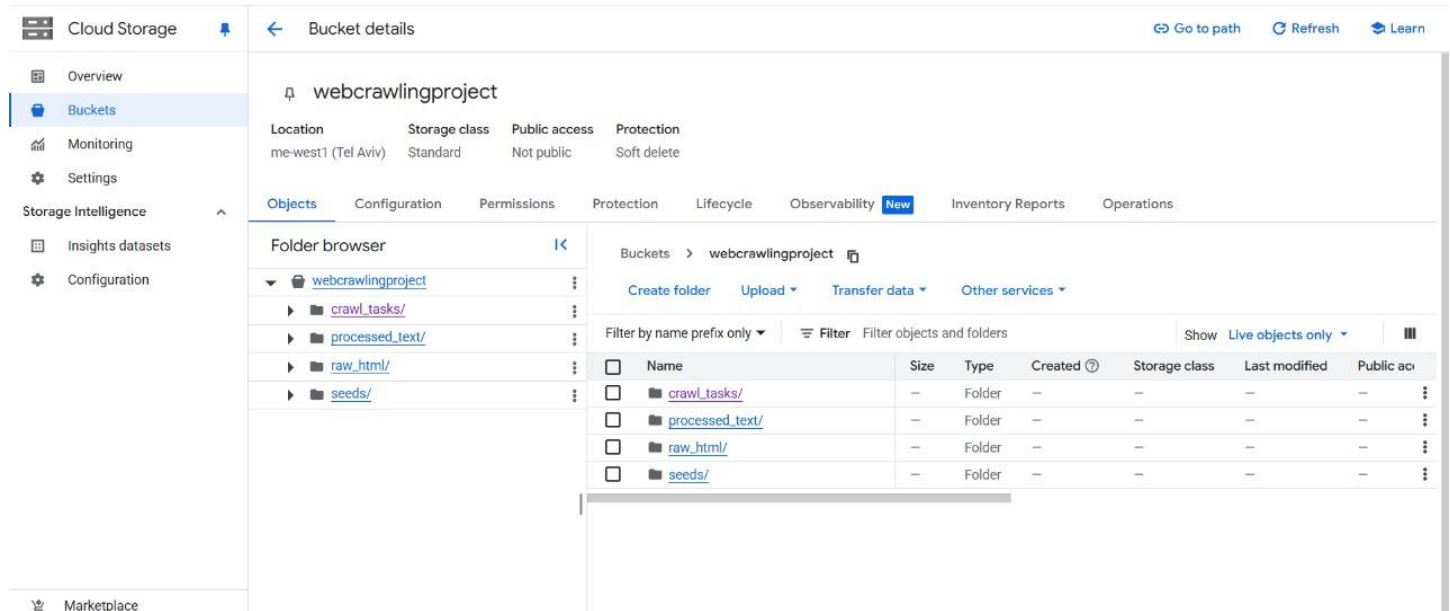 Cloud Storage
Bucket details
Go to path Refresh Learn
Overview
Buckets
Monitoring
Settings
Storage Intelligence
Insights datasets
Configuration
Marketplace
webcrawlingproject
Location Storage class Public access Protection
me-west1 (Tel Aviv) Standard Not public Soft delete
Objects Configuration Permissions Protection Lifecycle Observability New Inventory Reports Operations
Folder browser
webcrawlingproject
crawl_tasks/
processed_text/
raw_html/
seeds/
Buckets > webcrawlingproject
Create folder Upload Transfer data Other services
Filter by name prefix only Filter Filter objects and folders Show Live objects only
Name Size Type Created Storage class Last modified Public acc
crawl_tasks/ — Folder — — — —
processed_text/ — Folder — — — —
raw_html/ — Folder — — — —
seeds/ — Folder — — — —